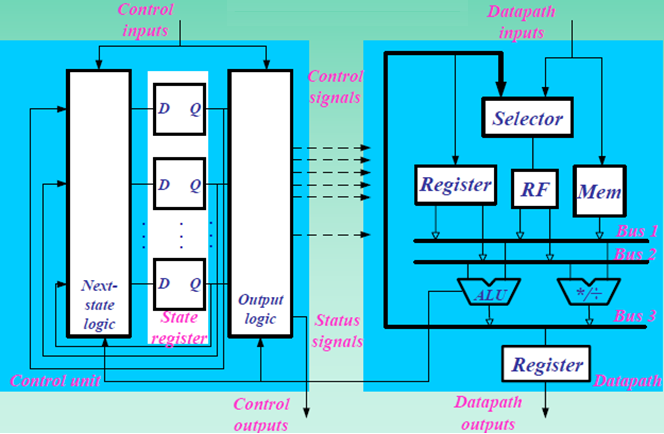 Control
inputs
Datapath
inputs
Control
signals
Selector
D Q
D Q
D Q
Register
RF
Mem
Bus 1
Bus 2
ALU
*/÷
Bus 3
Next-
state
logic
State
register
Output
logic
Status
signals
Register
Control unit
Datapath
Control
outputs
Datapath
outputs